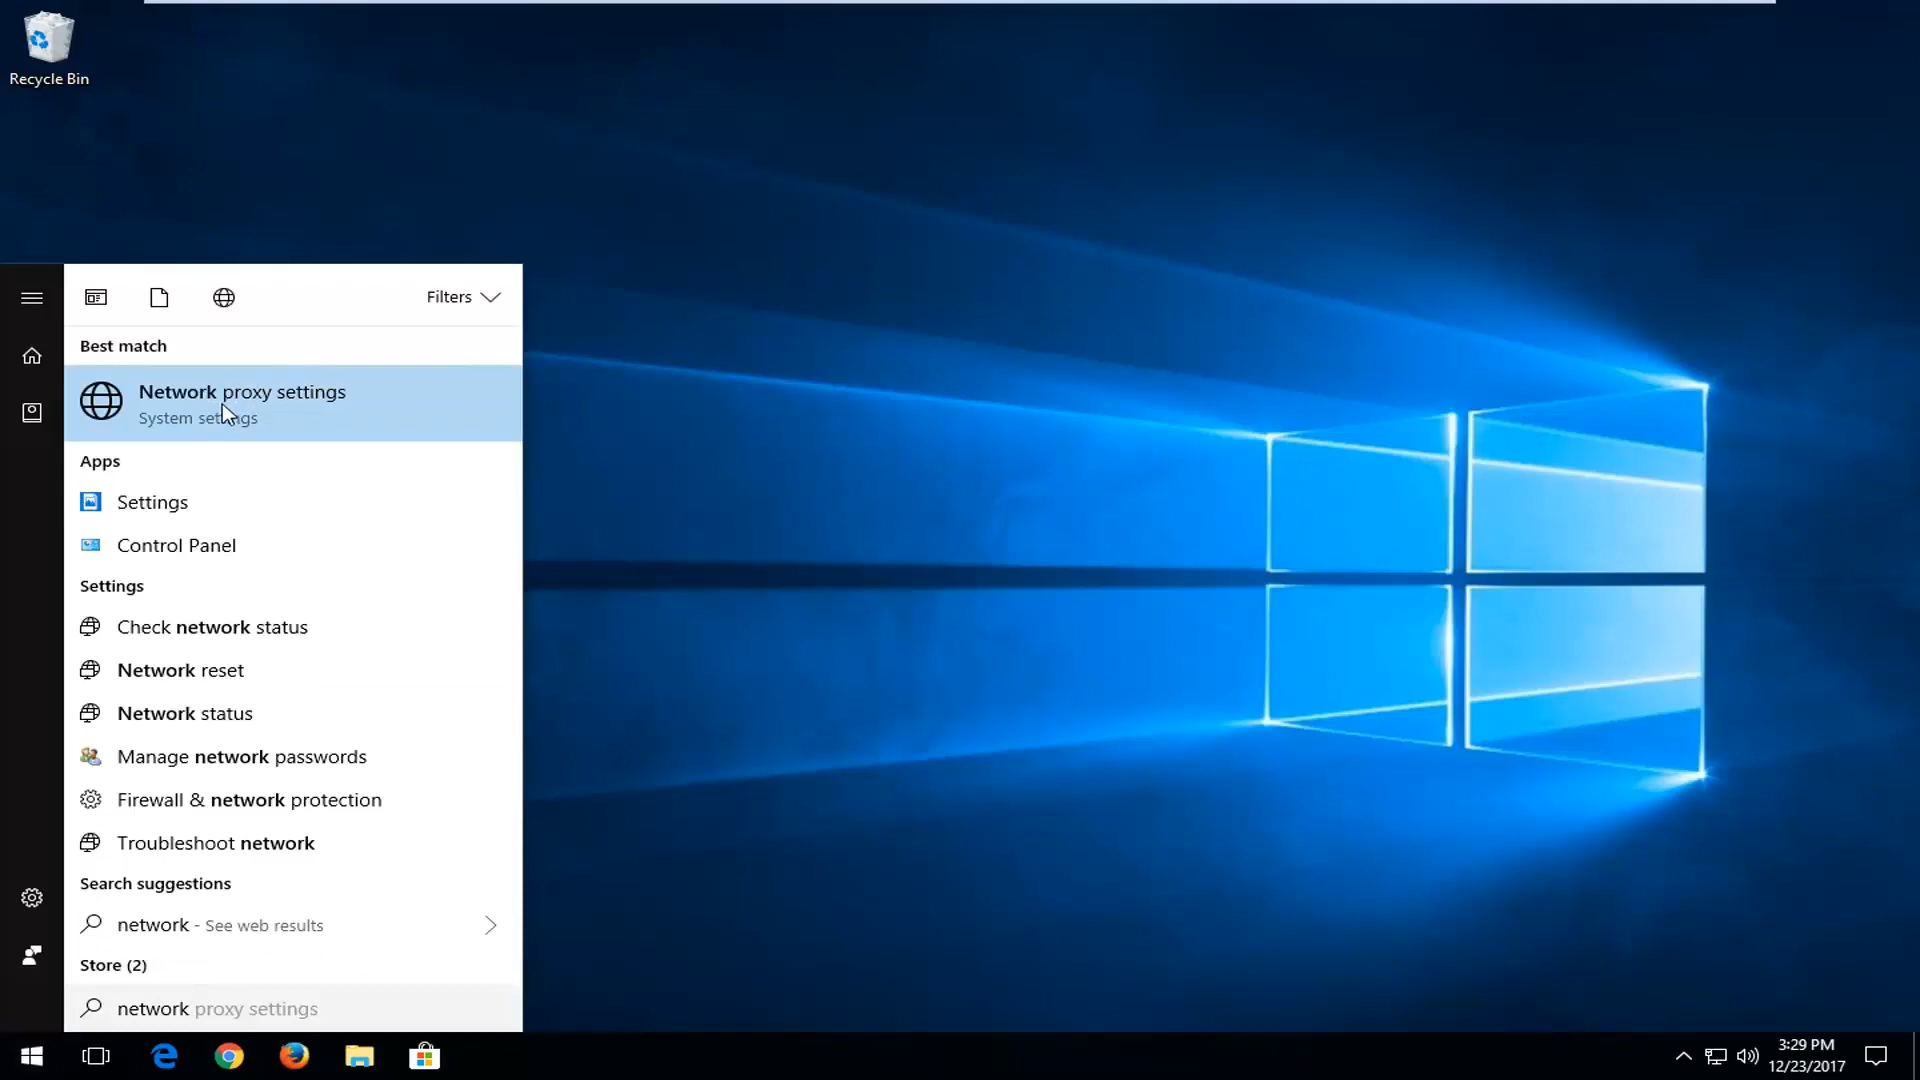 Recycle Bin
Filters
Best match
Network proxy settings
System settings
Apps
Settings
Control Panel
Settings
Check network status
Network reset
Network status
Manage network passwords
Firewall & network protection
Troubleshoot network
Search suggestions
network - See web results
Store (2)
network proxy settings
3:29 PM
12/23/2017